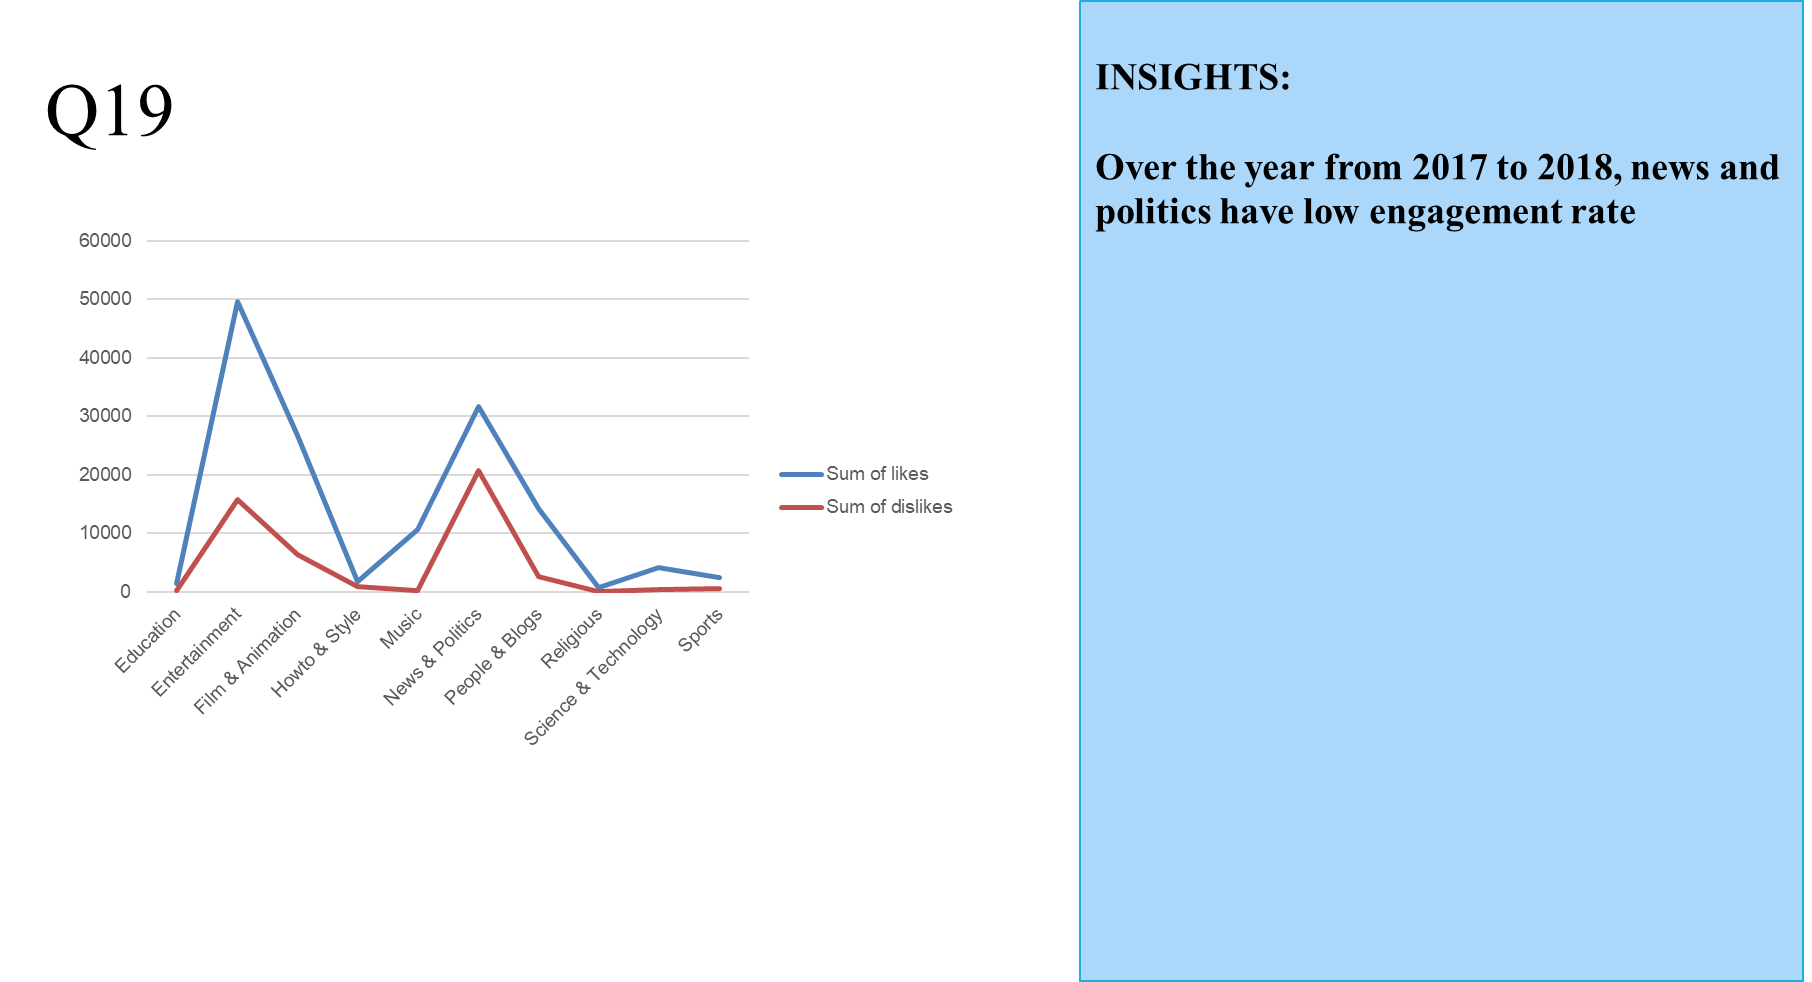 Q19
60000
50000
40000
30000
20000
10000
0
Education
Entertainment
Film & Animation
Howto & Style
Music
News & Politics
People & Blogs
Religious
Science & Technology
Sports
Sum of likes
Sum of dislikes
INSIGHTS:
Over the year from 2017 to 2018, news and
politics have low engagement rate